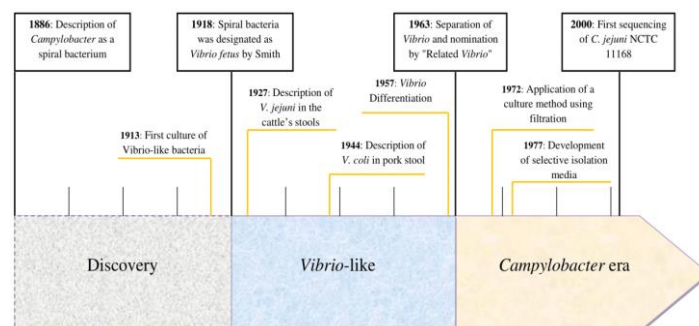 1886: Description of
Campylobacter as a
spiral bacterium
1918: Spiral bacteria
was designated as
Vibrio fetus by Smith
1963: Separation of
Vibrio and nomination
by "Related Vibrio"
2000: First sequencing
of C. jejuni NCTC
11168
1913: First culture of
Vibrio-like bacteria
1927: Description of
V. jejuni in the
cattle's stools
1944: Description of
V. coli in pork stool
1957: Vibrio
Differentiation
1972: Application of a
culture method using
filtration
1977: Development
of selective isolation
media
Discovery
Vibrio-like
Campylobacter era